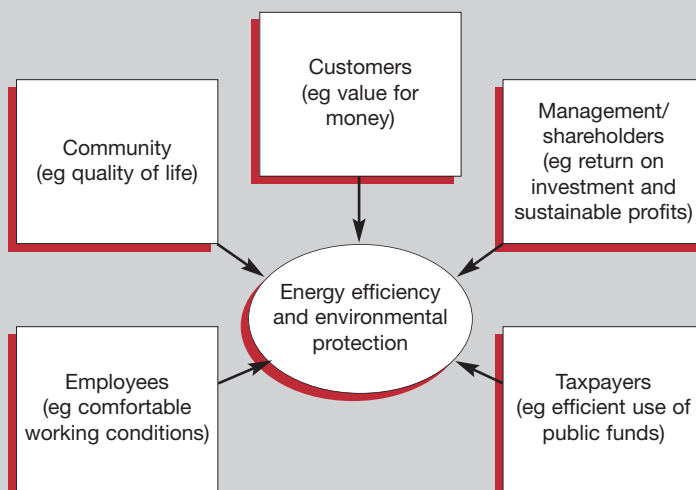 Customers
(eg value for
money)
Community
(eg quality of life)
Management/
shareholders
(eg return on
investment and
sustainable profits)
Energy efficiency
and environmental
protection
Employees
(eg comfortable
working conditions)
Taxpayers
(eg efficient use of
public funds)